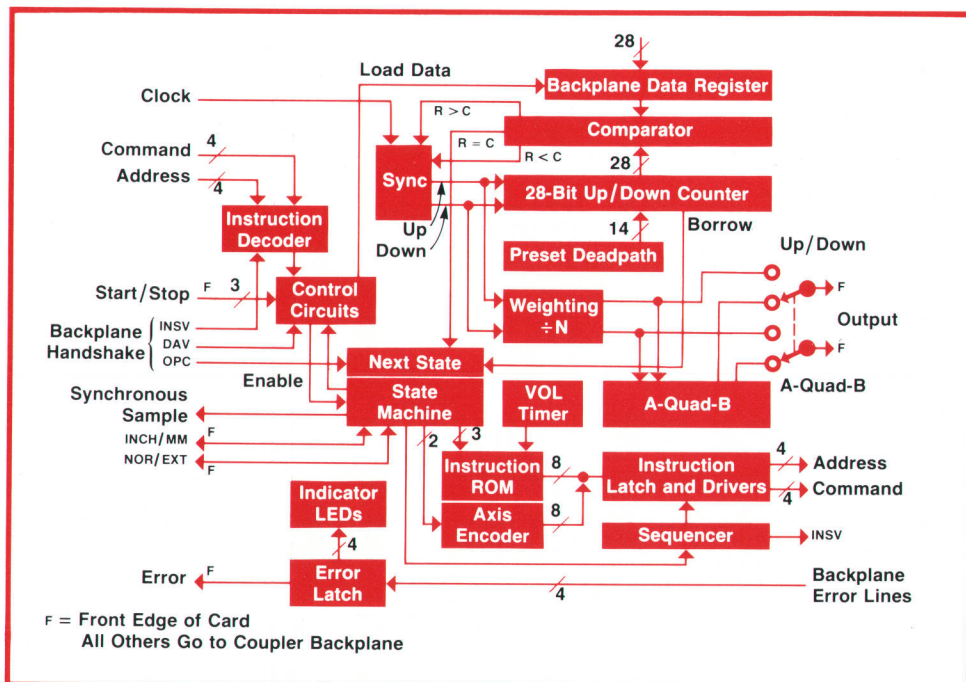 28
Load Data
Backplane Data Register
Clock
R > C
Comparator
Command
4
R = C
R < C
28
Address
4
Sync
28-Bit Up/Down Counter
Instruction
Decoder
Up
Down
14
Borrow
Preset Deadpath
Up/Down
Start/Stop
F
3
Control
Circuits
F
Weighting
÷N
Output
Backplane
Handshake
INSV
DAV
OPC
F
Enable
Next State
State
Machine
A-Quad-B
A-Quad-B
Synchronous
Sample
VOL
Timer
INCH/MM
F
NOR/EXT
F
2
3
Instruction
ROM
8
Instruction
Latch and Drivers
4
Address
4
Command
Indicator
LEDs
Axis
Encoder
8
Sequencer
INSV
4
Error
F
Error
Latch
4
Backplane
Error Lines
F = Front Edge of Card
All Others Go to Coupler Backplane